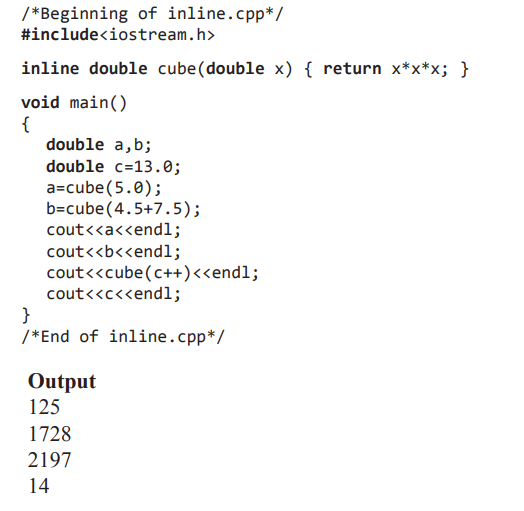 /*Beginning of inline.cpp*/
#include<iostream.h>
inline double cube(double x) { return x*x*x; }
void main()
{
double a,b;
double c=13.0;
a=cube(5.0);
b=cube(4.5+7.5);
cout<<a<<endl;
cout<<b<<endl;
cout<<cube(c++)<<endl;
cout<<c<<endl;
}
/*End of inline.cpp*/
Output
125
1728
2197
14